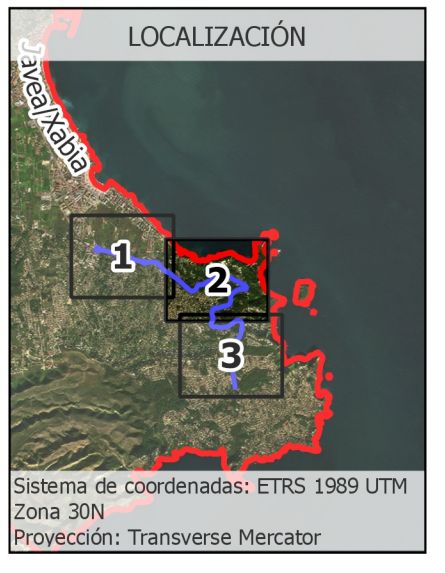 LOCALIZACIÓN
Javea/Xabia
1
2
3
Sistema de coordenadas: ETRS 1989 UTM
Zona 30N
Proyección: Transverse Mercator